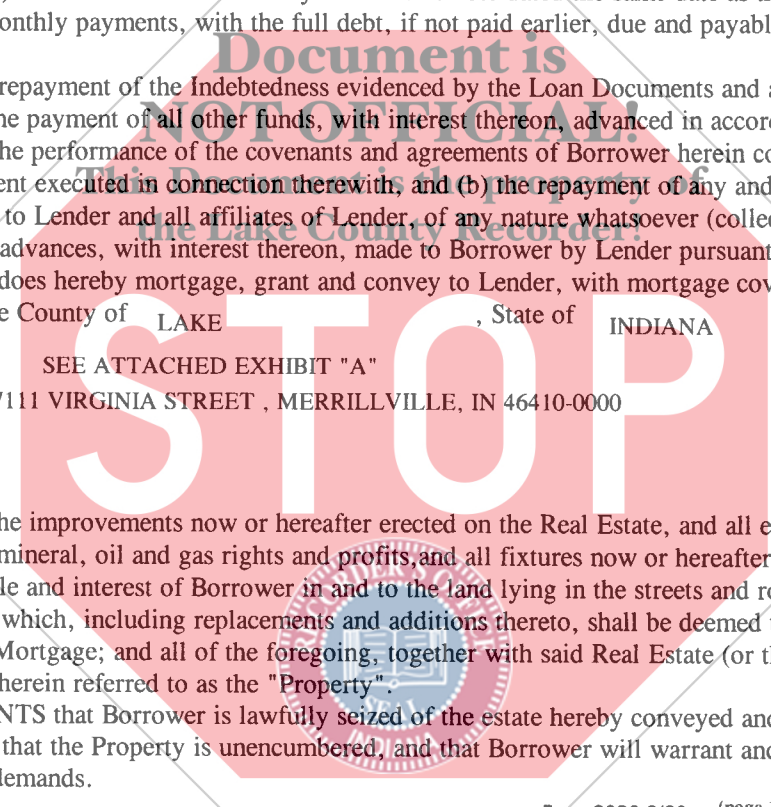 onthly payments, with the full debt, if not paid earlier, due and payabl
Document is
repayment of the Indebtedness evidenced by the Loan Documents and a
NOT OFFICIAL!
he payment of all other funds, with interest thereon, advanced in accor
he performance of the covenants and agreements of Borrower herein co
This Document is the property of
ent executed in connection therewith, and (b) the repayment of any and
to Lender and all affiliates of Lender, of any nature whatsoever (collec
the Lake County Recorder!
advances, with interest thereon, made to Borrower by Lender pursuant
does hereby mortgage, grant and convey to Lender, with mortgage cov
e County of LAKE , State of INDIANA
SEE ATTACHED EXHIBIT "A"
7111 VIRGINIA STREET , MERRILLVILLE, IN 46410-0000
STOP
he improvements now or hereafter erected on the Real Estate, and all e
mineral, oil and gas rights and profits,and all fixtures now or hereafter
le and interest of Borrower in and to the land lying in the streets and ro
which, including replacements and additions thereto, shall be deemed
Mortgage; and all of the foregoing, together with said Real Estate (or th
herein referred to as the "Property".
NTS that Borrower is lawfully seized of the estate hereby conveyed and
that the Property is unencumbered, and that Borrower will warrant and
demands.
RECORDER'S OFFICE
SEAL
INDIANA